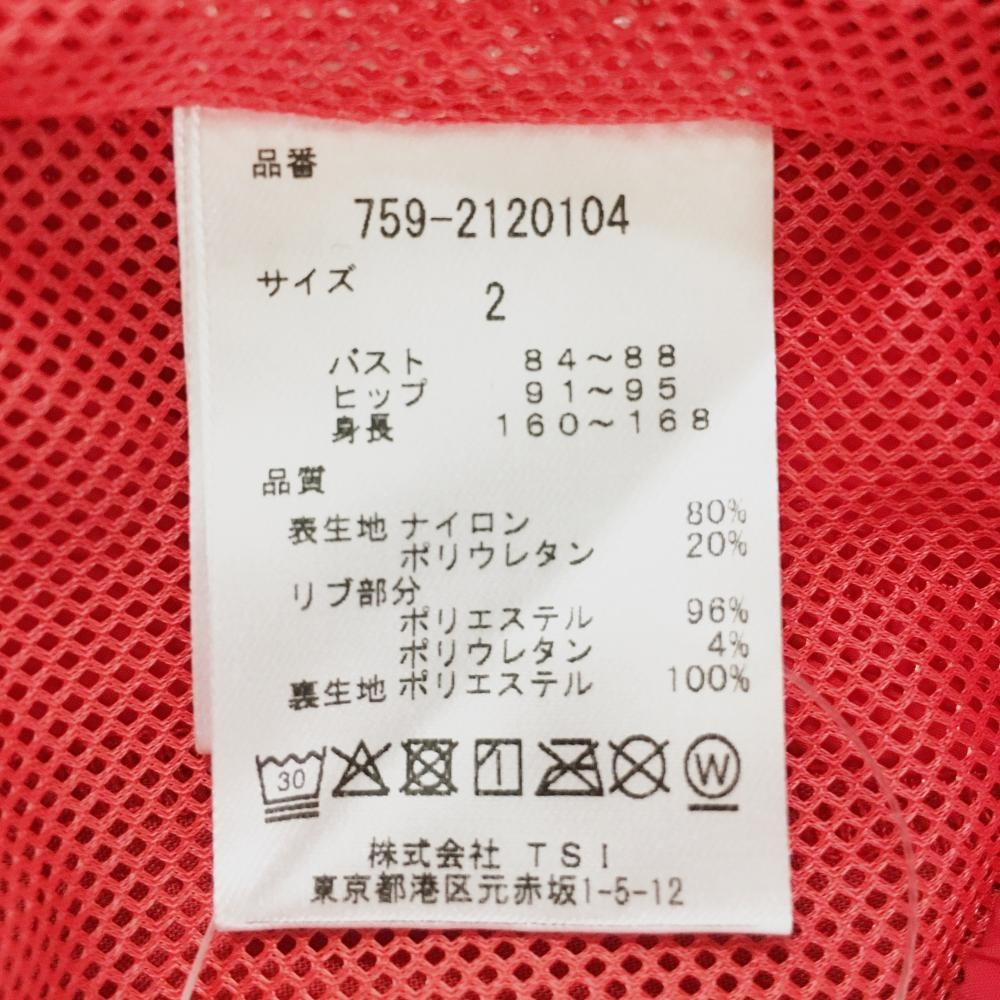 品番
759-2120104
サイズ
2
バスト 84～88
ヒップ 91～95
身長 160～168
品質
表生地 ナイロン 80%
ポリウレタン 20%
リブ部分
ポリエステル 96%
ポリウレタン 4%
裏生地 ポリエステル 100%
30 W
株式会社 TSI
東京都港区元赤坂1-5-12